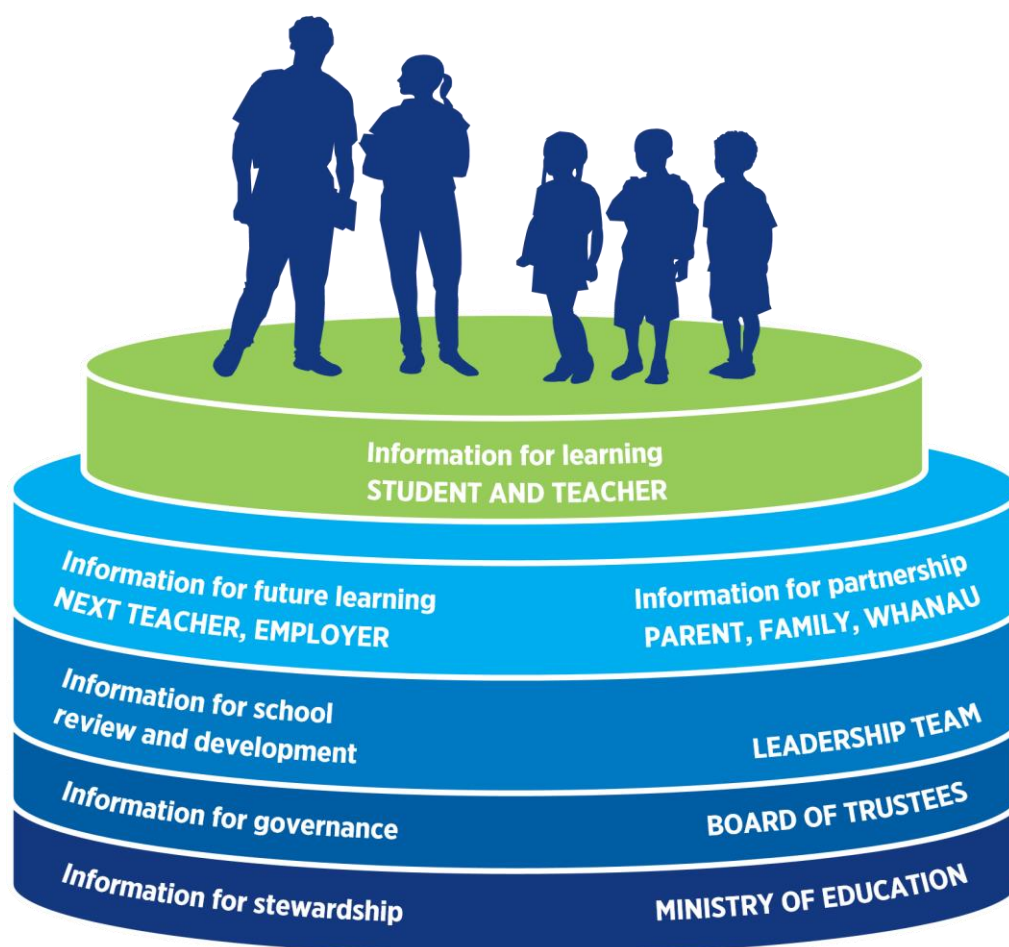 Information for learning
STUDENT AND TEACHER
Information for future learning
NEXT TEACHER, EMPLOYER
Information for partnership
PARENT, FAMILY, WHANAU
Information for school
review and development
LEADERSHIP TEAM
Information for governance
BOARD OF TRUSTEES
Information for stewardship
MINISTRY OF EDUCATION